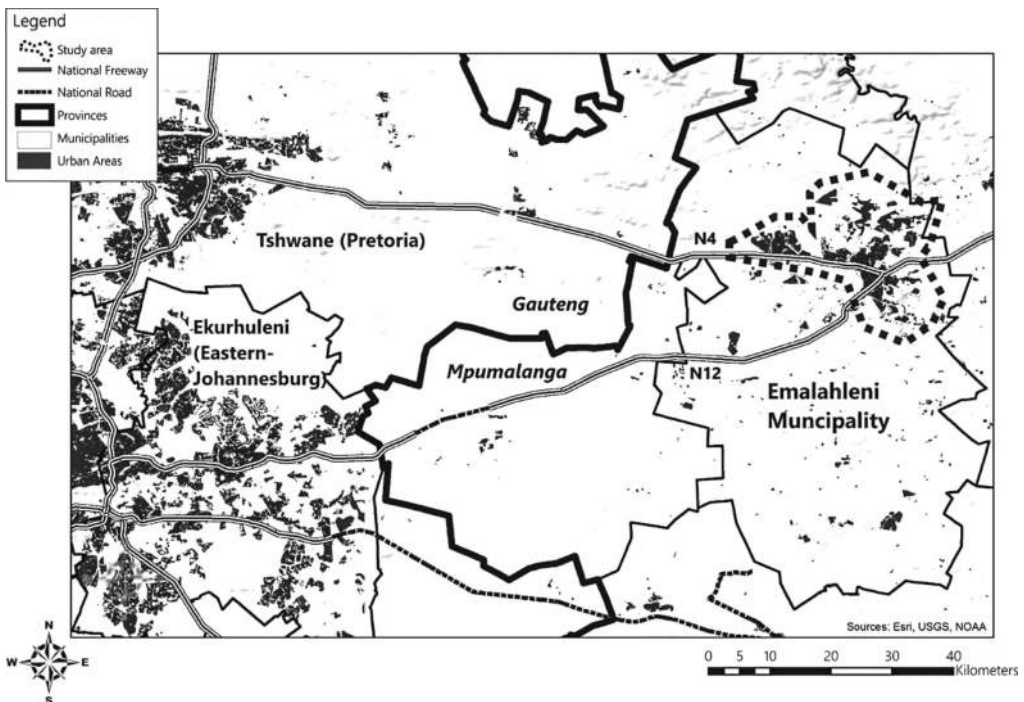 Legend
Study area
National Freeway
National Road
Provinces
Municipalities
Urban Areas
Tshwane (Pretoria)
N4
Gauteng
Ekurhuleni
(Eastern-
Johannesburg)
Mpumalanga
N12
Emalahleni
Muncipality
Sources: Esri, USGS, NOAA
N
W
E
S
0 5 10 20 30 40
Kilometers